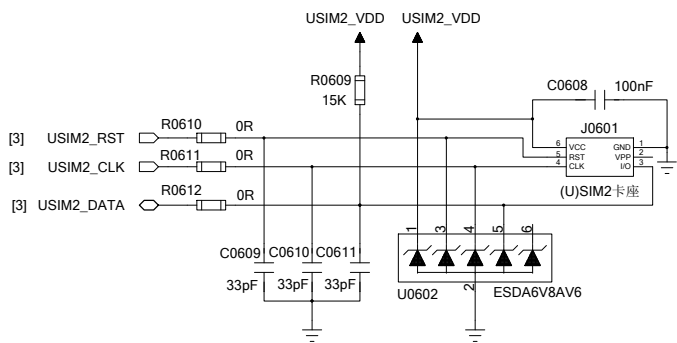 USIM2_VDD USIM2_VDD
R0609
15K
C0608 100nF
J0601
R0610 0R
[3] USIM2_RST
R0611 0R
[3] USIM2_CLK
R0612 0R
[3] USIM2_DATA
6 VCC GND 1
5 RST VPP 2
4 CLK I/O 3
(U)SIM2卡座
1 3 4 5 6
C0609 C0610 C0611
33pF 33pF 33pF
2
U0602 ESDA6V8AV6